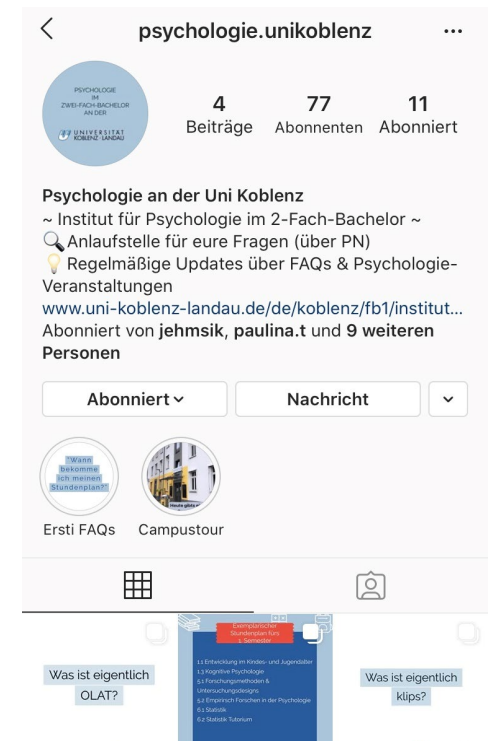 psychologie.unikoblenz
PSYCHOLOGIE
IM
ZWEI-FACH-BACHELOR
AN DER
UNIVERSITÄT
KOBLENZ · LANDAU
4
Beiträge
77
Abonnenten
11
Abonniert
Psychologie an der Uni Koblenz
~ Institut für Psychologie im 2-Fach-Bachelor ~
Anlaufstelle für eure Fragen (über PN)
Regelmäßige Updates über FAQs & Psychologie-
Veranstaltungen
www.uni-koblenz-landau.de/de/koblenz/fb1/institut...
Abonniert von jehmsik, paulina.t und 9 weiteren
Personen
Abonniert
Nachricht
"Wann
bekomme
ich meinen
Stundenplan?"
Heute gibts
Ersti FAQs
Campustour
Was ist eigentlich
OLAT?
Exemplarischer
Stundenplan fürs
1. Semester
1.1 Entwicklung im Kindes- und Jugendalter
1.3 Kognitive Psychologie
5.1 Forschungsmethoden &
Untersuchungsdesigns
5.2 Empirisch Forschen in der Psychologie
6.1 Statistik
6.2 Statistik Tutorium
Was ist eigentlich
klips?